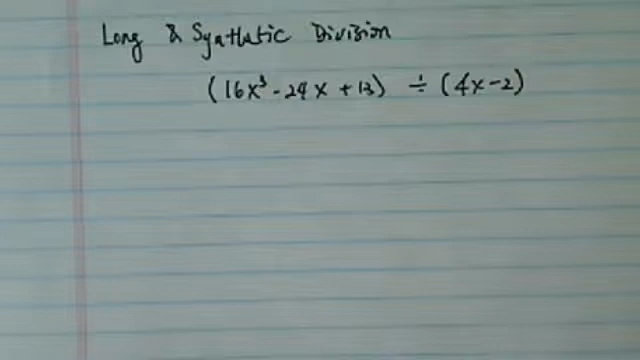 Long & Synthetic Division
(16x³ - 24x + 13) ÷ (4x-2)